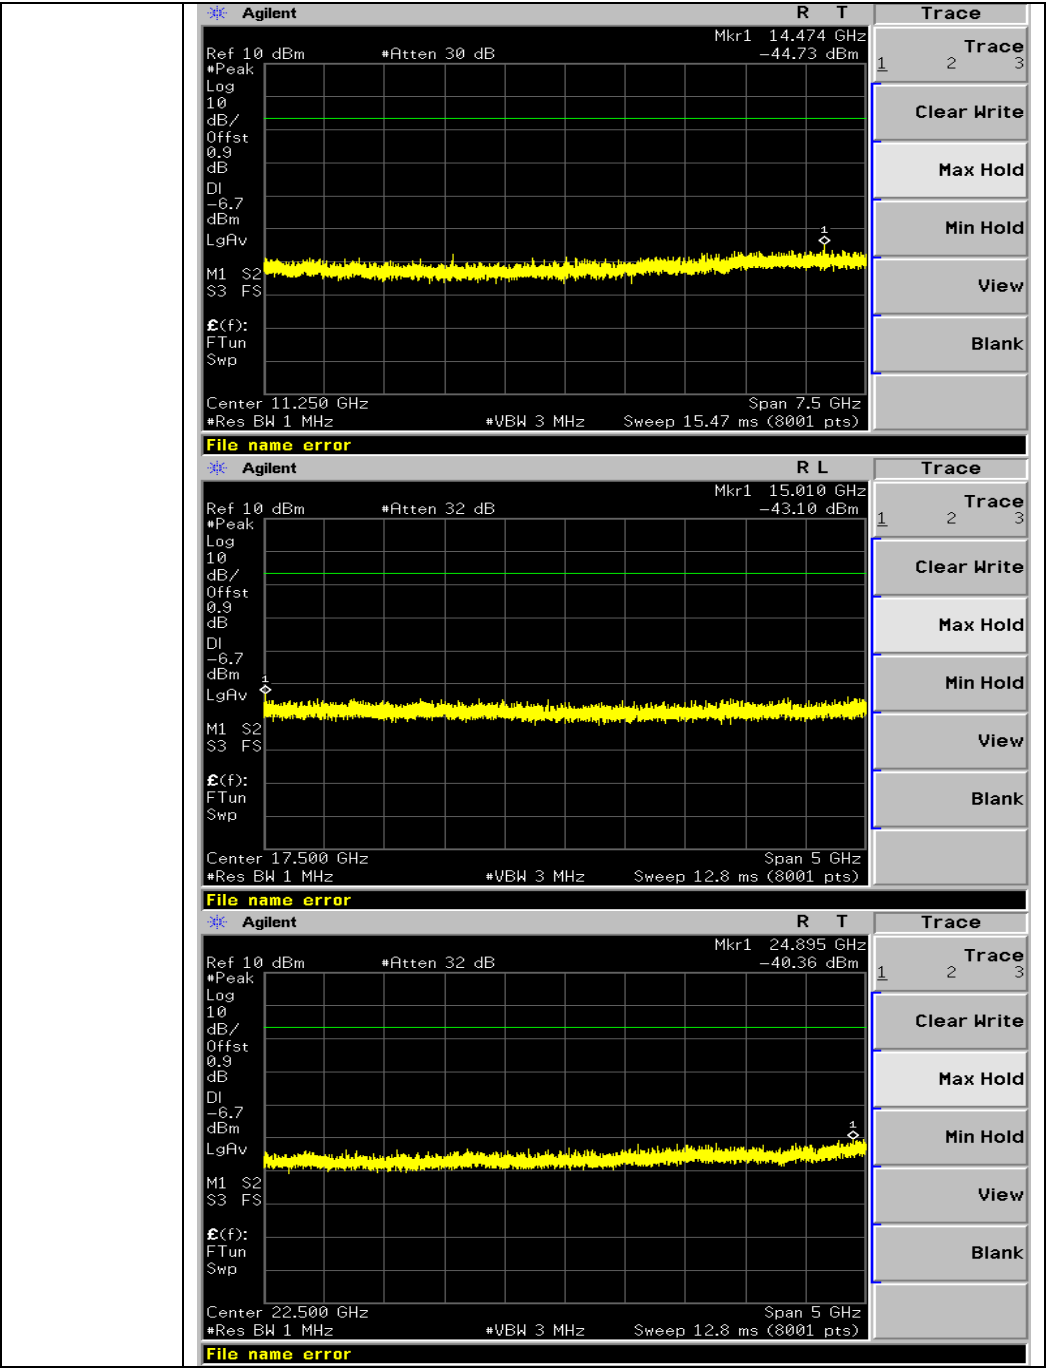 Agilent R T Trace
Mkr1 14.474 GHz
Ref 10 dBm #Atten 30 dB -44.73 dBm
Trace
1 2 3
#Peak
Log
10
dB/
Offst
0.9
dB
DI
-6.7
dBm
LgAv
M1 S2
S3 FS
£(f):
FTun
Swp
1
Clear Write
Max Hold
Min Hold
View
Blank
Center 11.250 GHz Span 7.5 GHz
#Res BW 1 MHz #VBW 3 MHz Sweep 15.47 ms (8001 pts)
File name error
Agilent R L Trace
Mkr1 15.010 GHz
Ref 10 dBm #Atten 32 dB -43.10 dBm
Trace
1 2 3
#Peak
Log
10
dB/
Offst
0.9
dB
DI
-6.7
dBm
LgAv
M1 S2
S3 FS
£(f):
FTun
Swp
1
Clear Write
Max Hold
Min Hold
View
Blank
Center 17.500 GHz Span 5 GHz
#Res BW 1 MHz #VBW 3 MHz Sweep 12.8 ms (8001 pts)
File name error
Agilent R T Trace
Mkr1 24.895 GHz
Ref 10 dBm #Atten 32 dB -40.36 dBm
Trace
1 2 3
#Peak
Log
10
dB/
Offst
0.9
dB
DI
-6.7
dBm
LgAv
M1 S2
S3 FS
£(f):
FTun
Swp
1
Clear Write
Max Hold
Min Hold
View
Blank
Center 22.500 GHz Span 5 GHz
#Res BW 1 MHz #VBW 3 MHz Sweep 12.8 ms (8001 pts)
File name error